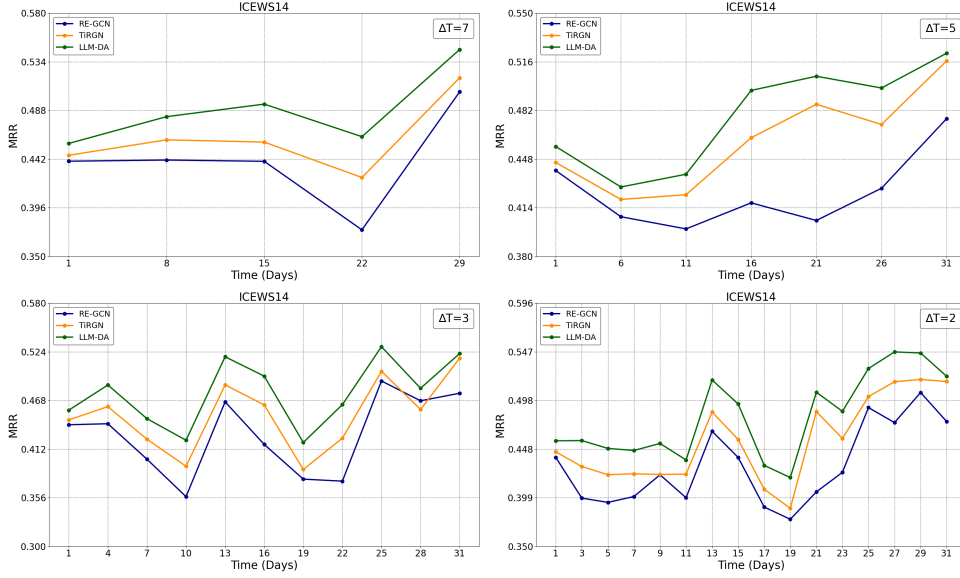 ICEWS14
0.580
0.534
0.488
0.442
0.396
0.350
MRR
RE-GCN
TiRGN
LLM-DA
ΔT=7
1 8 15 22 29
Time (Days)
ICEWS14
0.550
0.516
0.482
0.448
0.414
0.380
MRR
RE-GCN
TiRGN
LLM-DA
ΔT=5
1 6 11 16 21 26 31
Time (Days)
ICEWS14
0.580
0.524
0.468
0.412
0.356
0.300
MRR
RE-GCN
TiRGN
LLM-DA
ΔT=3
1 4 7 10 13 16 19 22 25 28 31
Time (Days)
ICEWS14
0.596
0.547
0.498
0.448
0.399
0.350
MRR
RE-GCN
TiRGN
LLM-DA
ΔT=2
1 3 5 7 9 11 13 15 17 19 21 23 25 27 29 31
Time (Days)